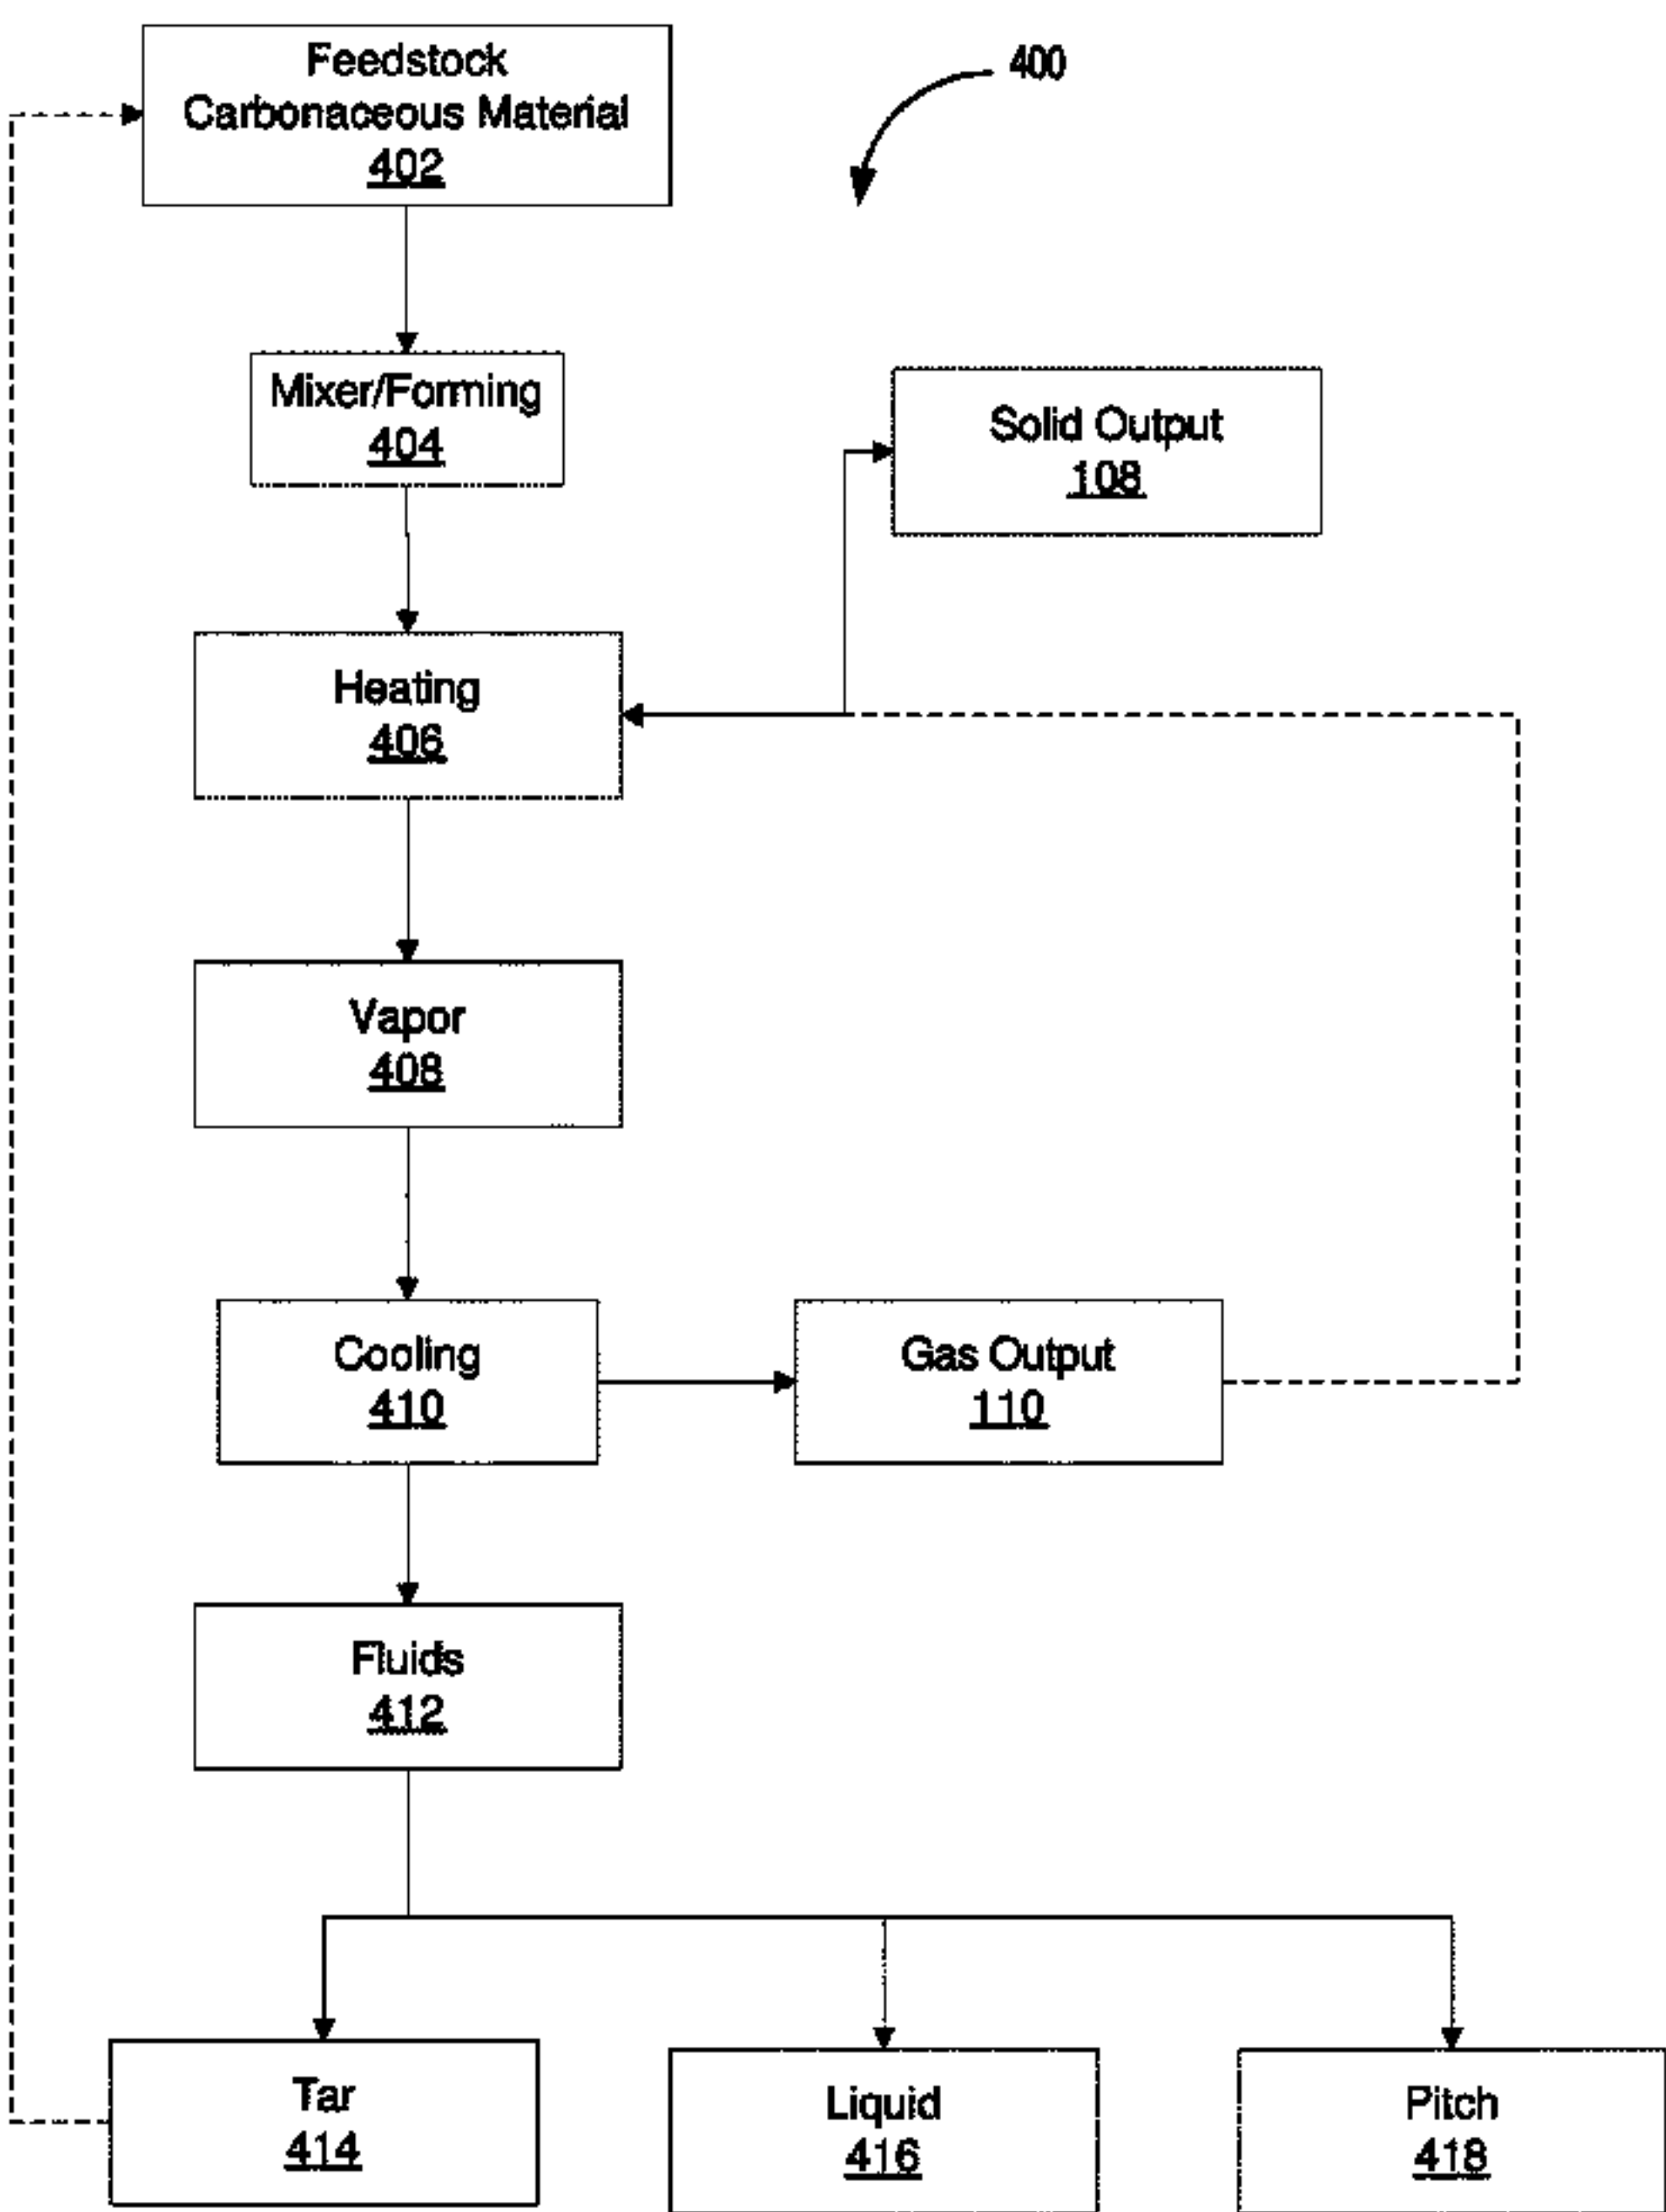 Feedstock
Carbonaceous Material
402
400
Mixer/Forming
404
Solid Output
108
Heating
406
Vapor
408
Cooling
410
Gas Output
110
Fluids
412
Tar
414
Liquid
416
Pitch
418